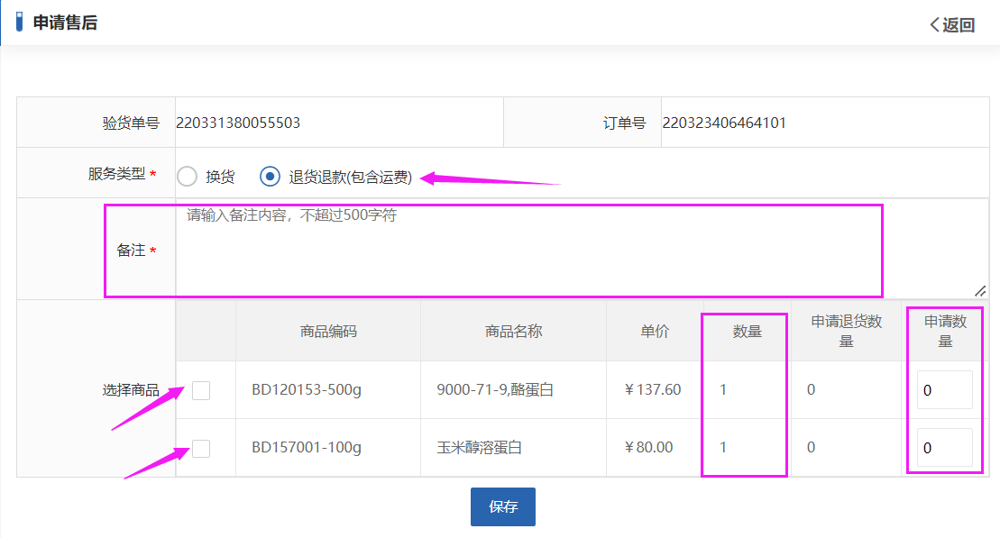 申请售后
返回
验货单号 220331380055503 订单号 220323406464101
服务类型 * 换货 退货退款(包含运费)
备注 * 请输入备注内容，不超过500字符
选择商品
商品编码 商品名称 单价 数量 申请退货数量 申请数量
BD120153-500g 9000-71-9,酪蛋白 ￥137.60 1 0 0
BD157001-100g 玉米醇溶蛋白 ￥80.00 1 0 0
保存